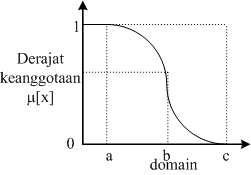 1
Derajat
keanggotaan
μ[x]
0
a b c
domain